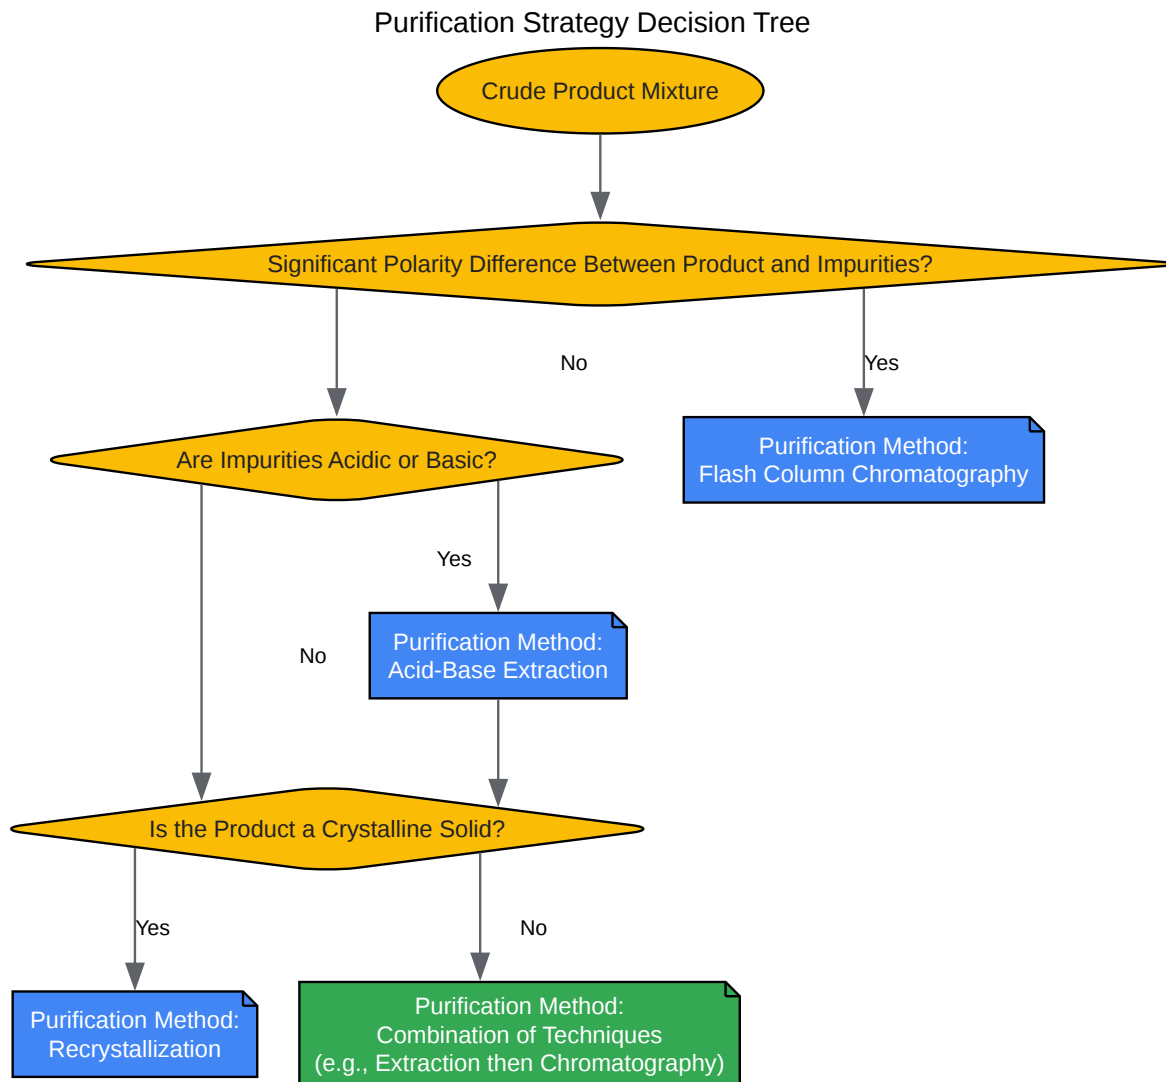 Purification Strategy Decision Tree
Crude Product Mixture
Significant Polarity Difference Between Product and Impurities?
No
Yes
Are Impurities Acidic or Basic?
Purification Method:
Flash Column Chromatography
Yes
No
Purification Method:
Acid-Base Extraction
Is the Product a Crystalline Solid?
Yes
No
Purification Method:
Recrystallization
Purification Method:
Combination of Techniques
(e.g., Extraction then Chromatography)